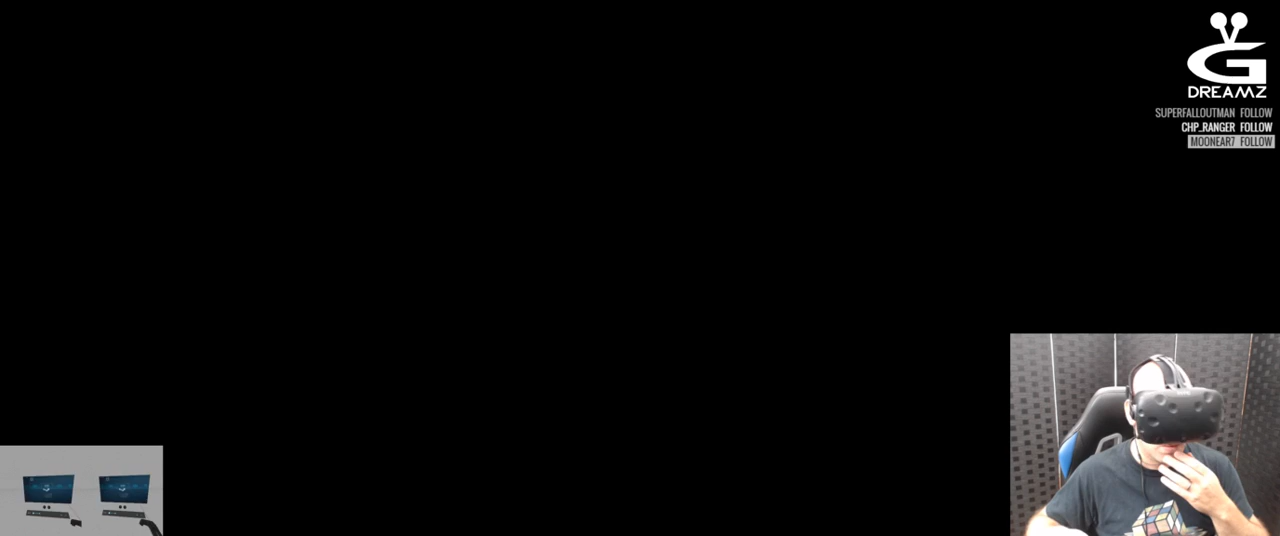 G
DREAMZ
SUPERFALLOUTMAN FOLLOW
CHP_RANGER FOLLOW
MOONEAR7 FOLLOW